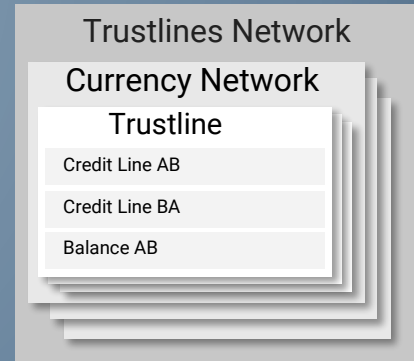 Trustlines Network
Currency Network
Trustline
Credit Line AB
Credit Line BA
Balance AB